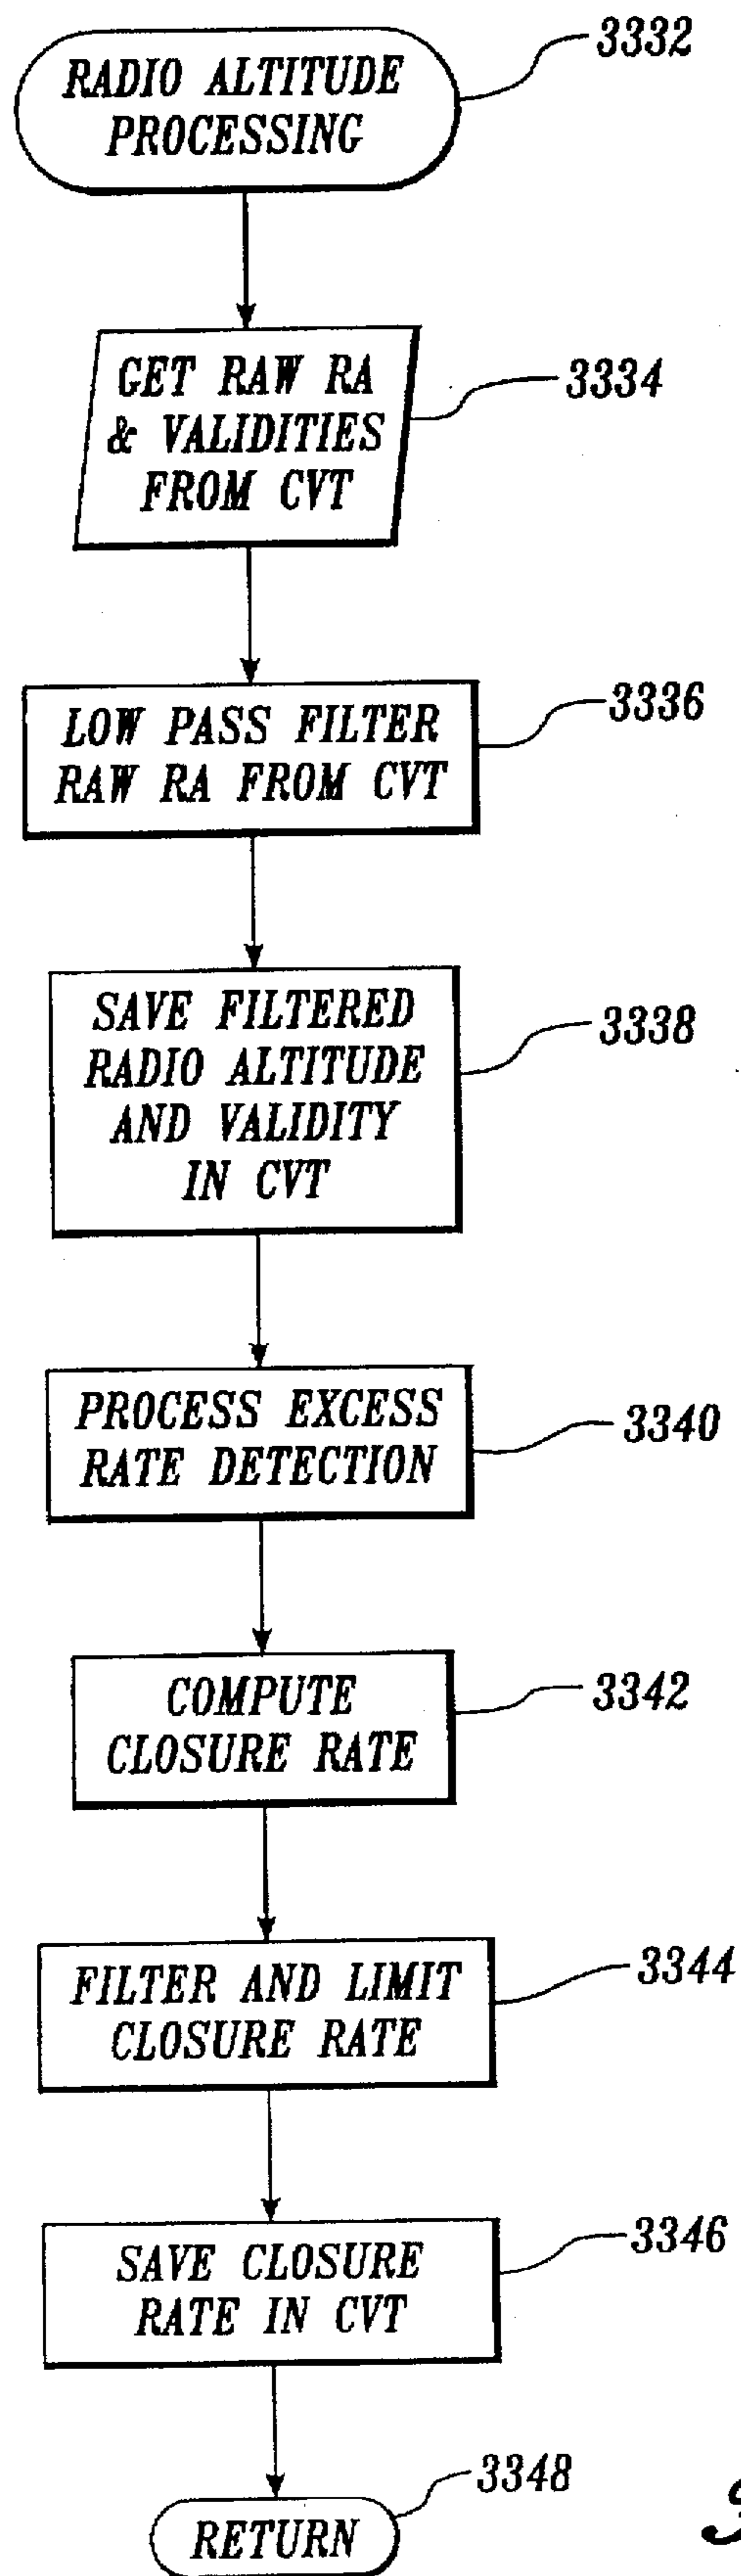 RADIO ALTITUDE
PROCESSING
3332
GET RAW RA
& VALIDITIES
FROM CVT
3334
LOW PASS FILTER
RAW RA FROM CVT
3336
SAVE FILTERED
RADIO ALTITUDE
AND VALIDITY
IN CVT
3338
PROCESS EXCESS
RATE DETECTION
3340
COMPUTE
CLOSURE RATE
3342
FILTER AND LIMIT
CLOSURE RATE
3344
SAVE CLOSURE
RATE IN CVT
3346
RETURN
3348